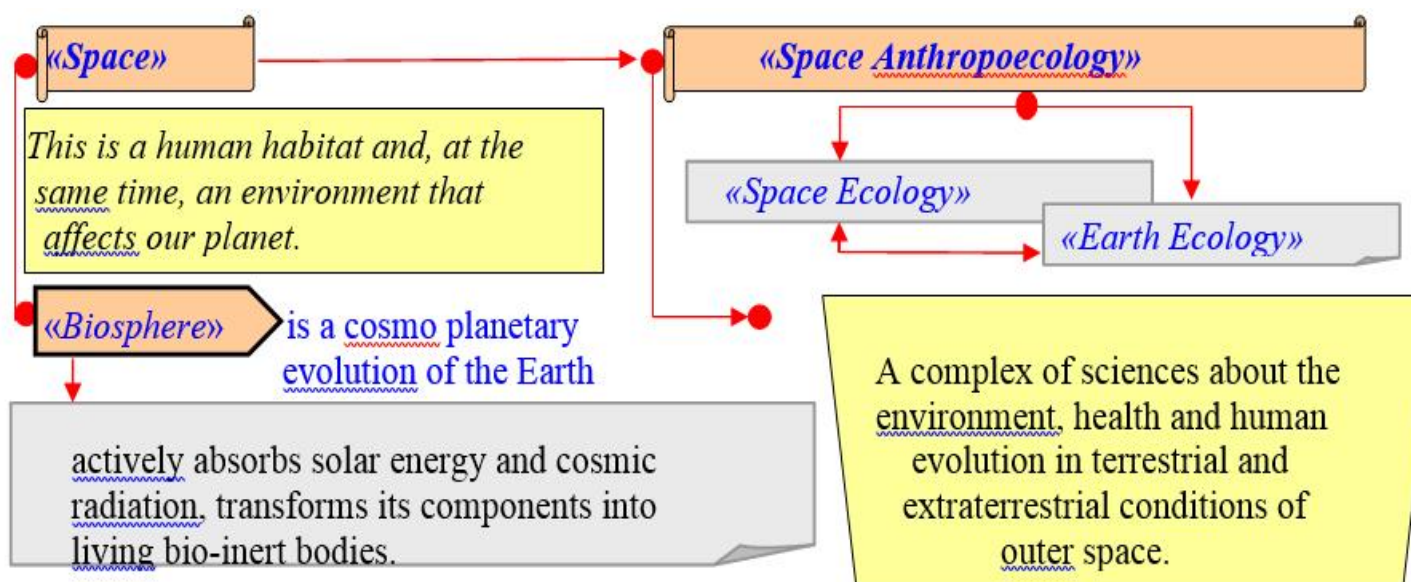 «Space»
This is a human habitat and, at the
same time, an environment that
affects our planet.
«Biosphere»
is a cosmo planetary
evolution of the Earth
actively absorbs solar energy and cosmic
radiation, transforms its components into
living bio-inert bodies.
«Space Anthropoecology»
«Space Ecology»
«Earth Ecology»
A complex of sciences about the
environment, health and human
evolution in terrestrial and
extraterrestrial conditions of
outer space.